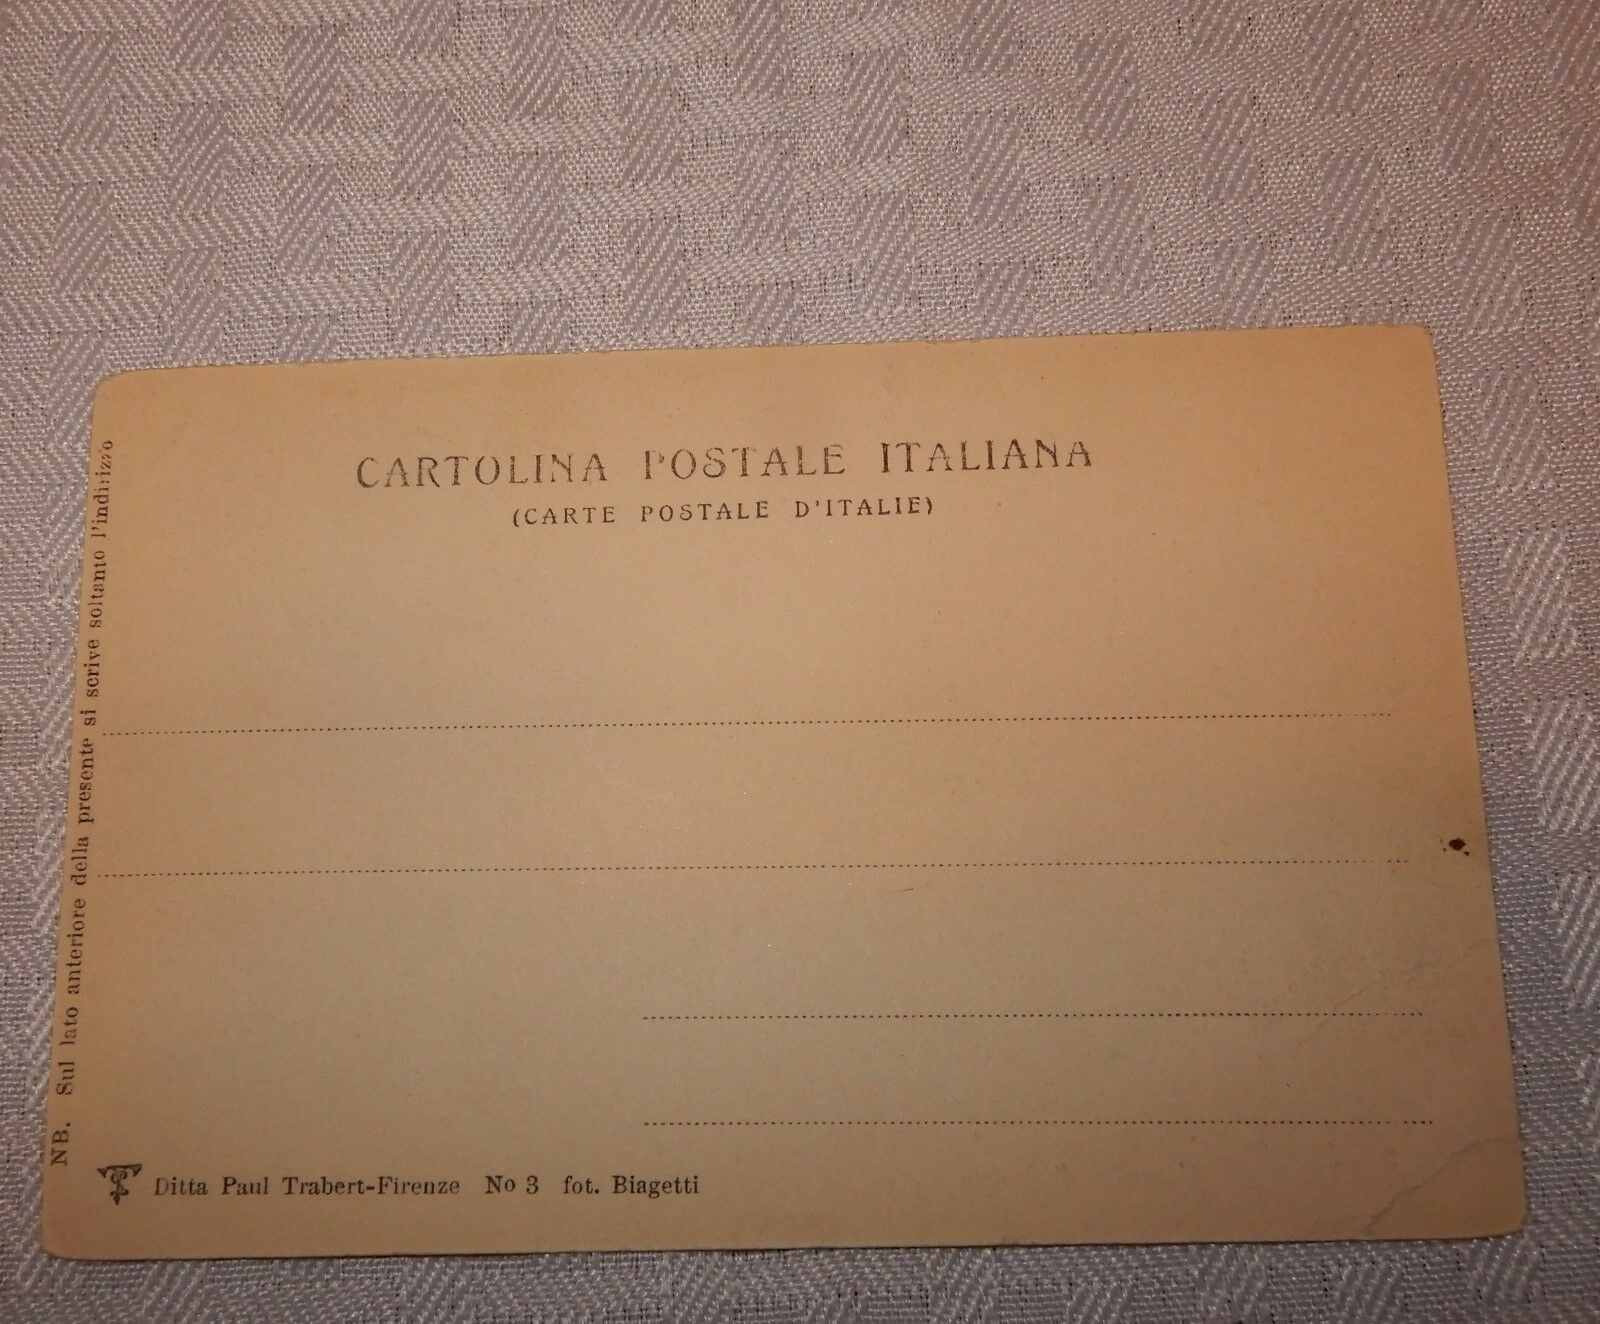 CARTOLINA POSTALE ITALIANA
(CARTE POSTALE D'ITALIE)
NB. Sul lato anteriore della presente si scrive soltanto l'indirizzo
Ditta Paul Trabert-Firenze No 3 fot. Biagetti